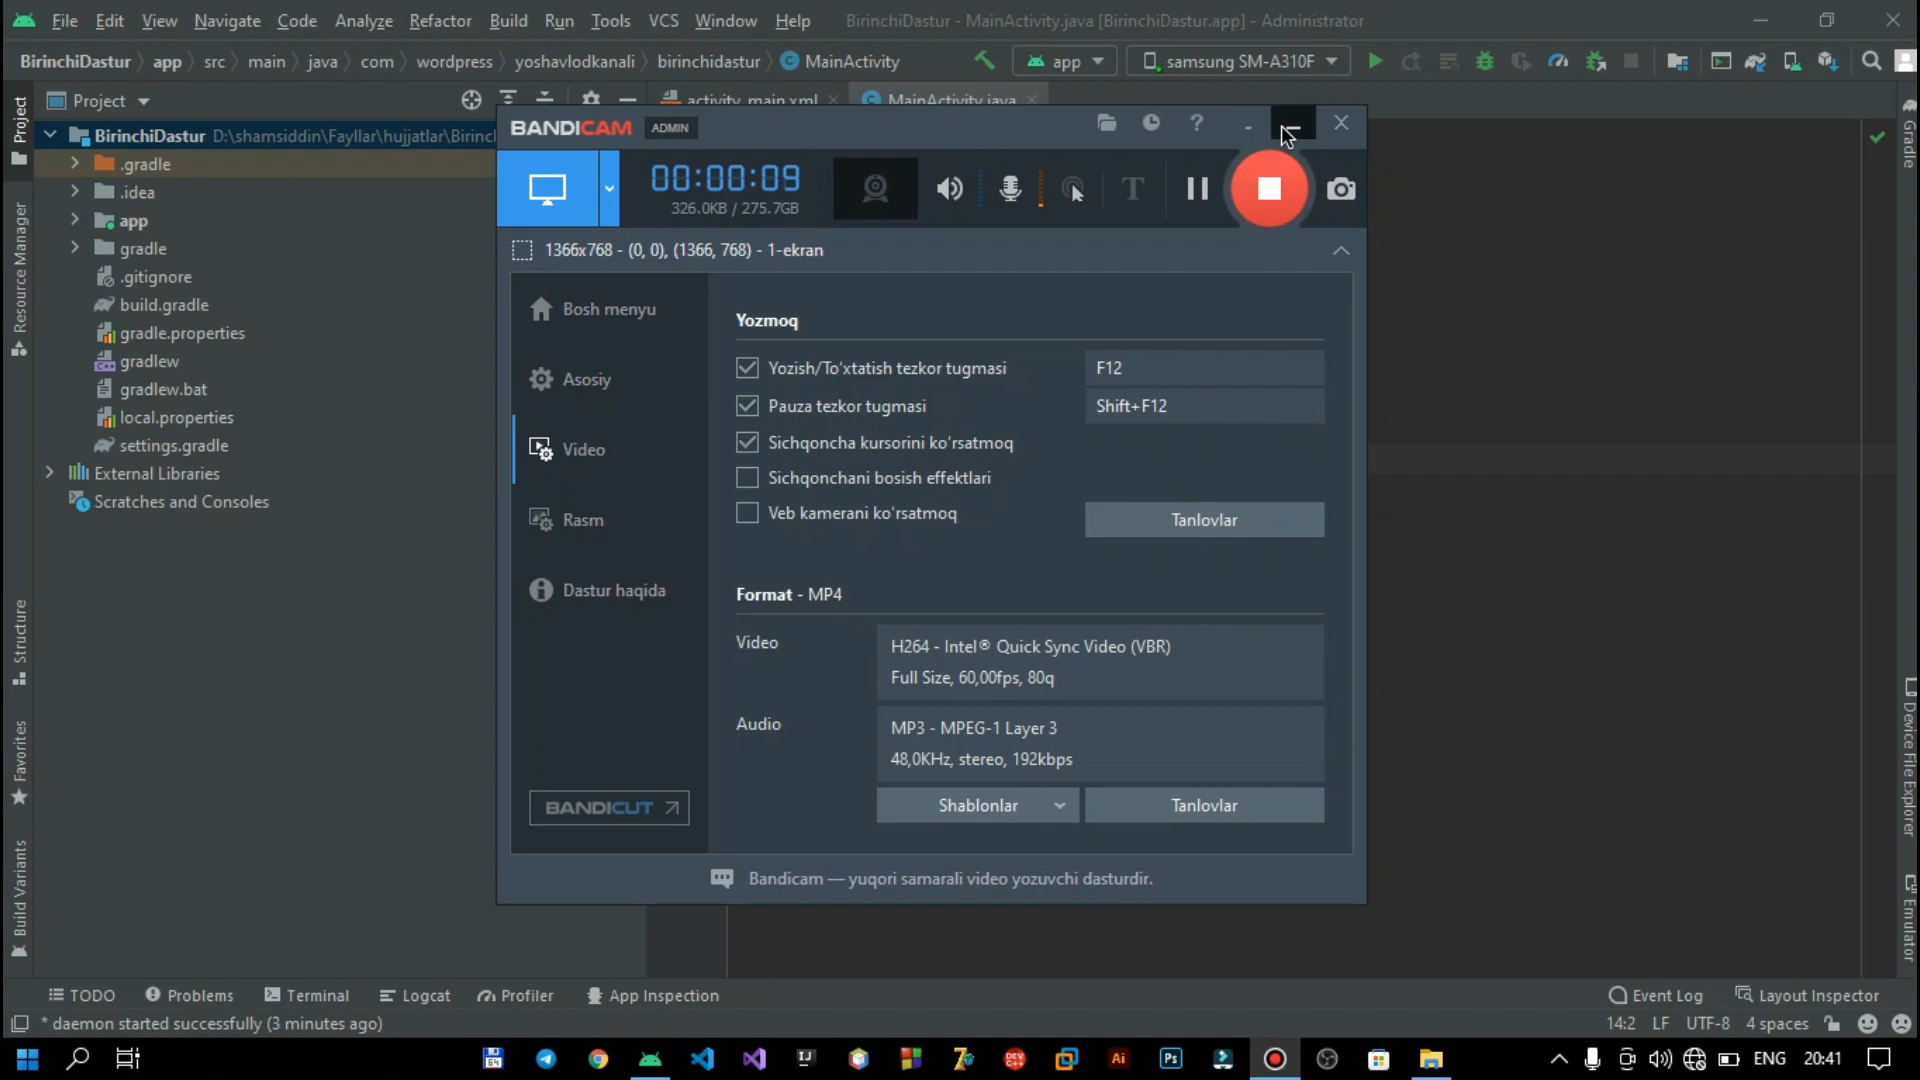 File Edit View Navigate Code Analyze Refactor Build Run Tools VCS Window Help BirinchiDastur - MainActivity.java [BirinchiDastur.app] - Administrator
BirinchiDastur app src main java com wordpress yoshavlodkanali birinchidastur MainActivity app samsung SM-A310F
Project activity_main.xml MainActivity.java
BirinchiDastur D:\shamsiddin\Fayllar\hujjatlar\Birinc
.gradle
.idea
app
gradle
.gitignore
build.gradle
gradle.properties
gradlew
gradlew.bat
local.properties
settings.gradle
External Libraries
Scratches and Consoles
Project
Resource Manager
Structure
Favorites
Build Variants
BANDICAM ADMIN
00:00:09
326.0KB / 275.7GB
1366x768 - (0, 0), (1366, 768) - 1-ekran
Bosh menyu
Asosiy
Video
Rasm
Dastur haqida
BANDICUT
Yozmoq
Yozish/To'xtatish tezkor tugmasi F12
Pauza tezkor tugmasi Shift+F12
Sichqoncha kursorini ko'rsatmoq
Sichqonchani bosish effektlari
Veb kamerani ko'rsatmoq Tanlovlar
Format - MP4
Video H264 - Intel® Quick Sync Video (VBR)
Full Size, 60,00fps, 80q
Audio MP3 - MPEG-1 Layer 3
48,0KHz, stereo, 192kbps
Shablonlar Tanlovlar
Bandicam — yuqori samarali video yozuvchi dasturdir.
Gradle
Device File Explorer
Emulator
TODO Problems Terminal Logcat Profiler App Inspection Event Log Layout Inspector
* daemon started successfully (3 minutes ago) 14:2 LF UTF-8 4 spaces
64 IJ DEV C++ Ai Ps ENG 20:41